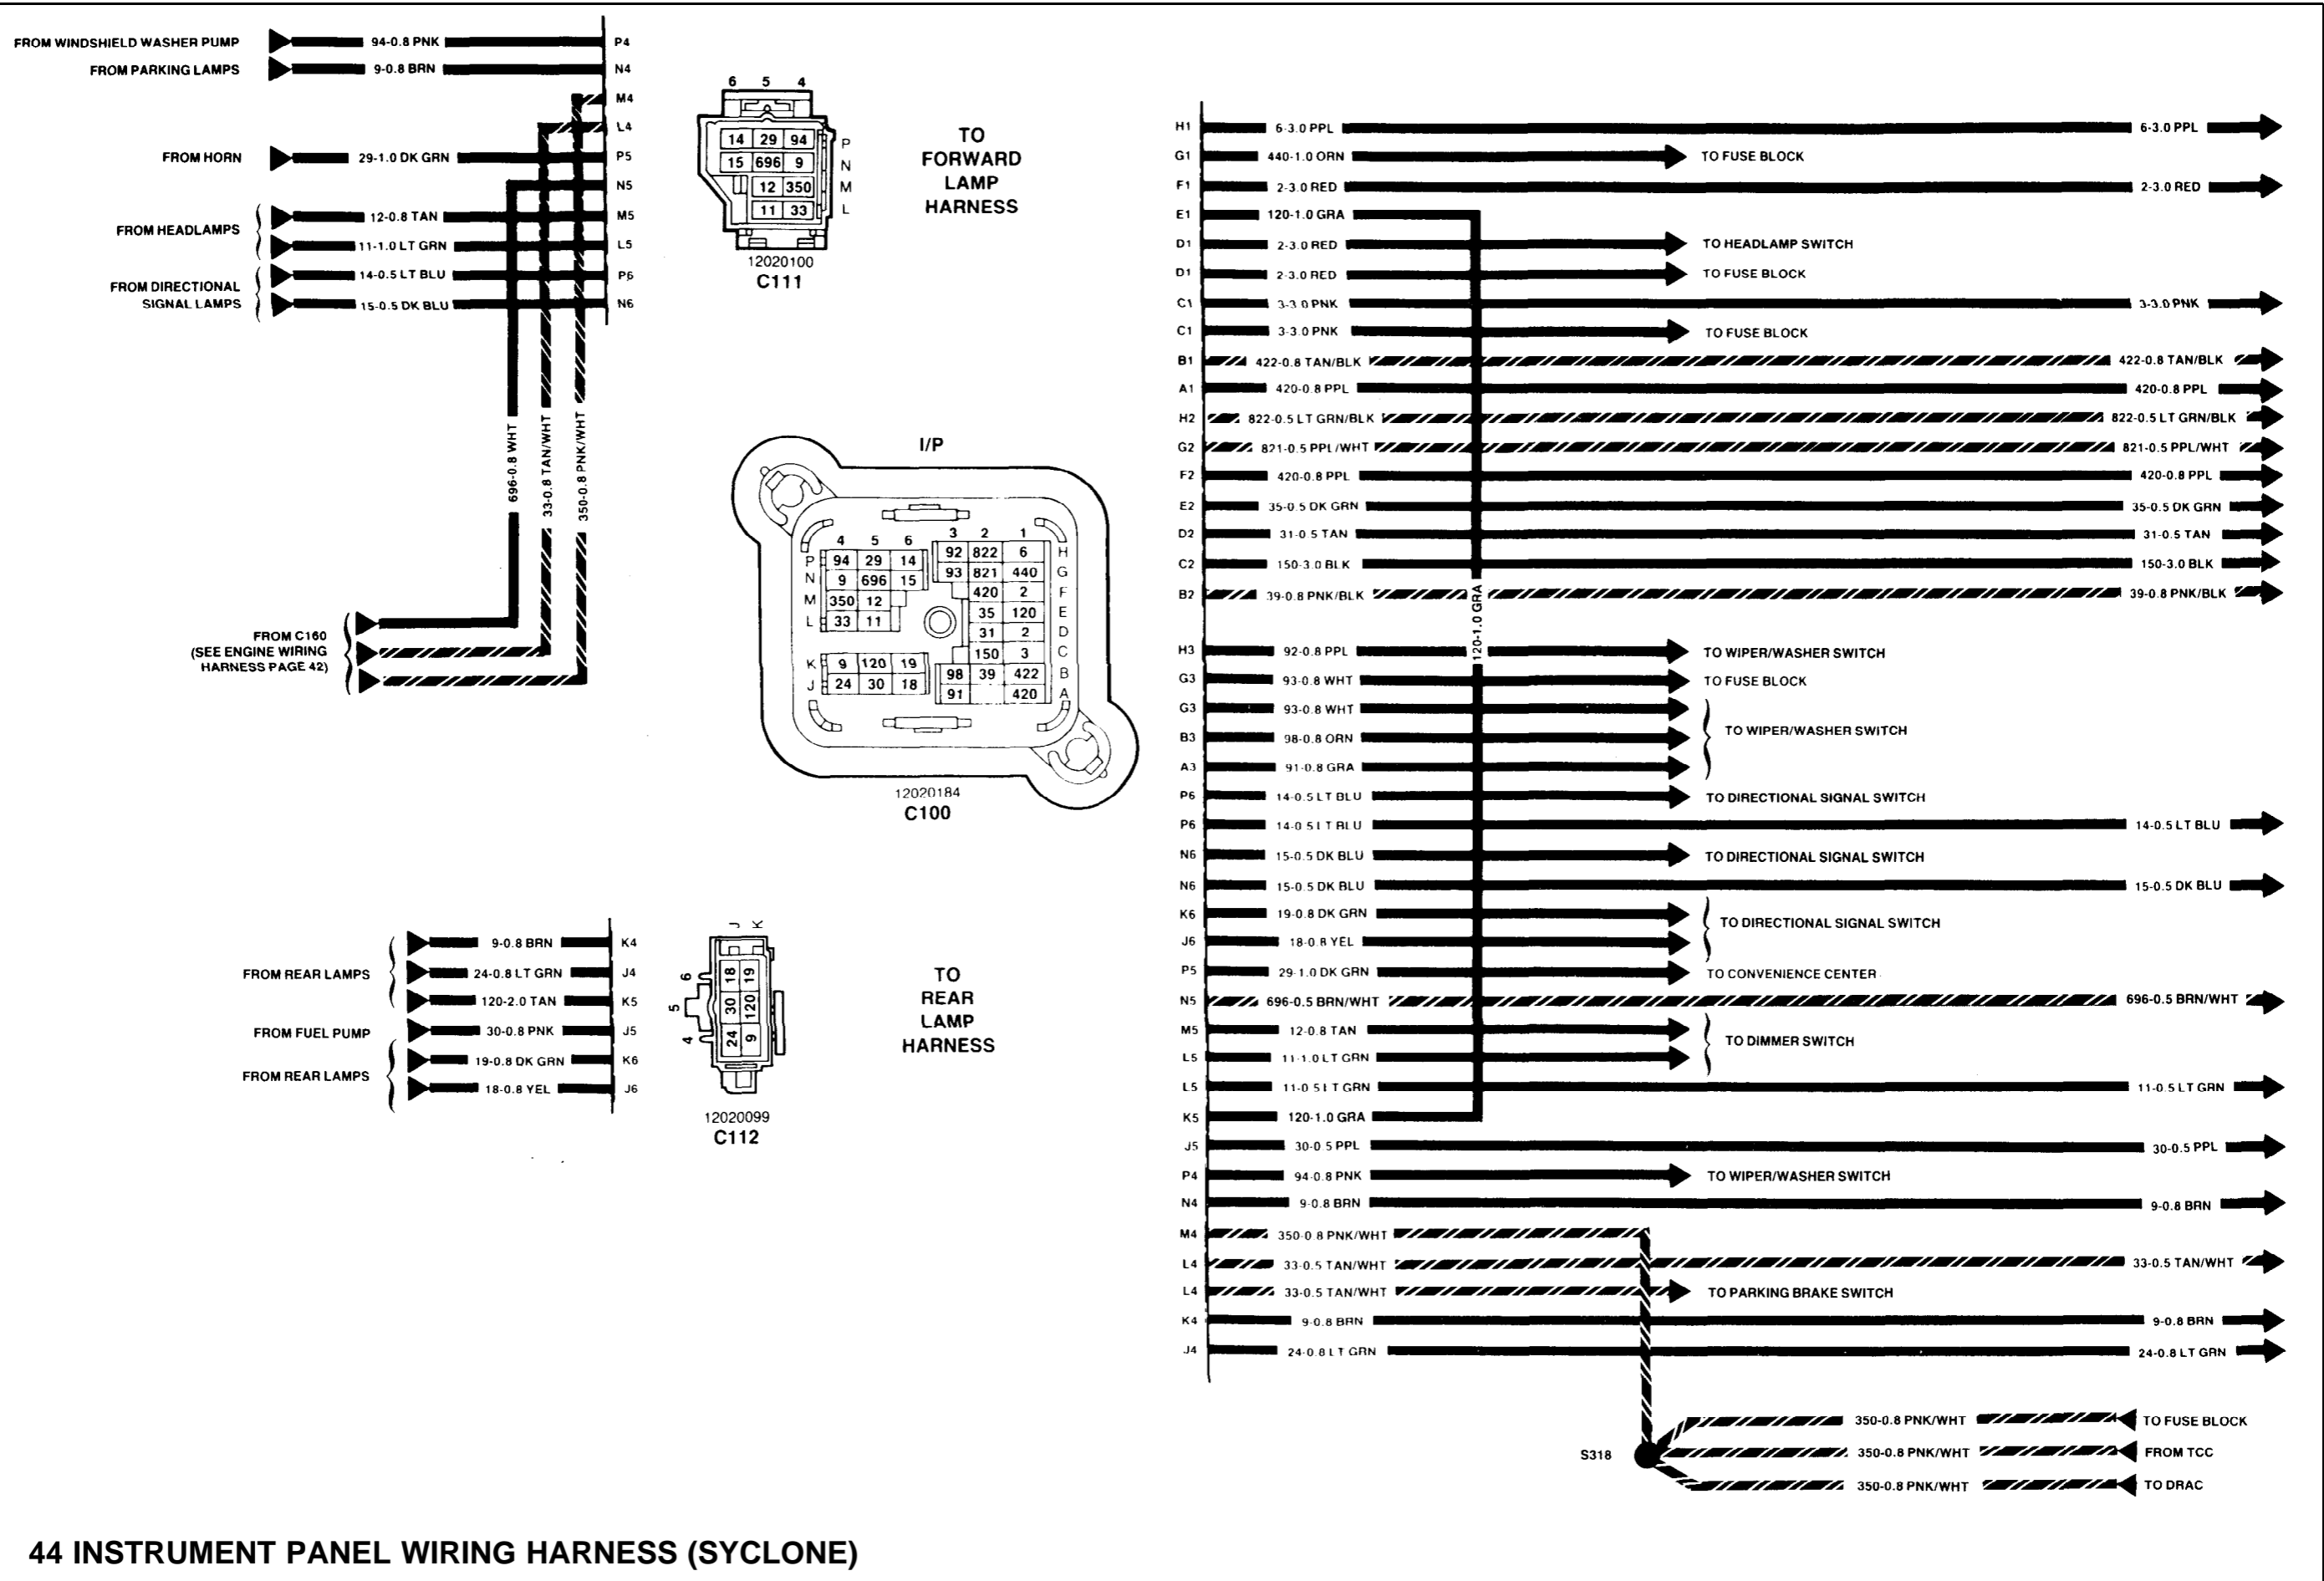 FROM WINDSHIELD WASHER PUMP 94-0.8 PNK P4
FROM PARKING LAMPS 9-0.8 BRN N4
M4
L4
FROM HORN 29-1.0 DK GRN P5
N5
FROM HEADLAMPS
12-0.8 TAN M5
11-1.0 LT GRN L5
FROM DIRECTIONAL
SIGNAL LAMPS
14-0.5 LT BLU P6
15-0.5 DK BLU N6
696-0.8 WHT
33-0.8 TAN/WHT
350-0.8 PNK/WHT
FROM C160
(SEE ENGINE WIRING
HARNESS PAGE 42)
6 5 4
14 29 94 P
15 696 9 N
12 350 M
11 33 L
12020100
C111
TO
FORWARD
LAMP
HARNESS
I/P
4 5 6
P 94 29 14
N 9 696 15
M 350 12
L 33 11
K 9 120 19
J 24 30 18
3 2 1
92 822 6 H
93 821 440 G
420 2 F
35 120 E
31 2 D
150 3 C
98 39 422 B
91 420 A
12020184
C100
FROM REAR LAMPS
9-0.8 BRN K4
24-0.8 LT GRN J4
120-2.0 TAN K5
FROM FUEL PUMP 30-0.8 PNK J5
FROM REAR LAMPS
19-0.8 DK GRN K6
18-0.8 YEL J6
J K
6 18 19
5 30 120
4 24 9
12020099
C112
TO
REAR
LAMP
HARNESS
H1 6-3.0 PPL 6-3.0 PPL
G1 440-1.0 ORN TO FUSE BLOCK
F1 2-3.0 RED 2-3.0 RED
E1 120-1.0 GRA
D1 2-3.0 RED TO HEADLAMP SWITCH
D1 2-3.0 RED TO FUSE BLOCK
C1 3-3.0 PNK 3-3.0 PNK
C1 3-3.0 PNK TO FUSE BLOCK
B1 422-0.8 TAN/BLK 422-0.8 TAN/BLK
A1 420-0.8 PPL 420-0.8 PPL
H2 822-0.5 LT GRN/BLK 822-0.5 LT GRN/BLK
G2 821-0.5 PPL/WHT 821-0.5 PPL/WHT
F2 420-0.8 PPL 420-0.8 PPL
E2 35-0.5 DK GRN 35-0.5 DK GRN
D2 31-0.5 TAN 31-0.5 TAN
C2 150-3.0 BLK 150-3.0 BLK
B2 39-0.8 PNK/BLK 39-0.8 PNK/BLK
120-1.0 GRA
H3 92-0.8 PPL TO WIPER/WASHER SWITCH
G3 93-0.8 WHT TO FUSE BLOCK
G3 93-0.8 WHT
B3 98-0.8 ORN TO WIPER/WASHER SWITCH
A3 91-0.8 GRA
P6 14-0.5 LT BLU TO DIRECTIONAL SIGNAL SWITCH
P6 14-0.5 LT BLU 14-0.5 LT BLU
N6 15-0.5 DK BLU TO DIRECTIONAL SIGNAL SWITCH
N6 15-0.5 DK BLU 15-0.5 DK BLU
K6 19-0.8 DK GRN
TO DIRECTIONAL SIGNAL SWITCH
J6 18-0.8 YEL
P5 29-1.0 DK GRN TO CONVENIENCE CENTER
N5 696-0.5 BRN/WHT 696-0.5 BRN/WHT
M5 12-0.8 TAN
TO DIMMER SWITCH
L5 11-1.0 LT GRN
L5 11-0.5 LT GRN 11-0.5 LT GRN
K5 120-1.0 GRA
J5 30-0.5 PPL 30-0.5 PPL
P4 94-0.8 PNK TO WIPER/WASHER SWITCH
N4 9-0.8 BRN 9-0.8 BRN
M4 350-0.8 PNK/WHT
L4 33-0.5 TAN/WHT 33-0.5 TAN/WHT
L4 33-0.5 TAN/WHT TO PARKING BRAKE SWITCH
K4 9-0.8 BRN 9-0.8 BRN
J4 24-0.8 LT GRN 24-0.8 LT GRN
350-0.8 PNK/WHT TO FUSE BLOCK
S318 350-0.8 PNK/WHT FROM TCC
350-0.8 PNK/WHT TO DRAC
44 INSTRUMENT PANEL WIRING HARNESS (SYCLONE)